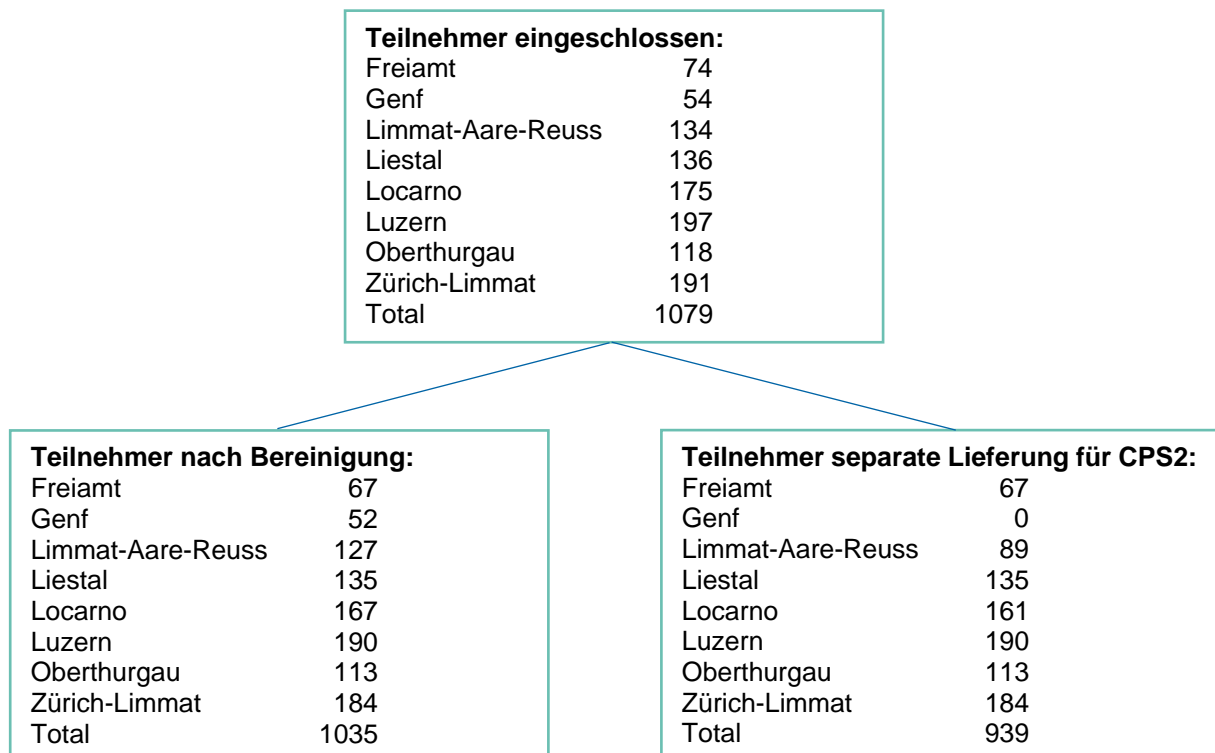 Teilnehmer eingeschlossen:
Freiamt 74
Genf 54
Limmat-Aare-Reuss 134
Liestal 136
Locarno 175
Luzern 197
Oberthurgau 118
Zürich-Limmat 191
Total 1079
Teilnehmer nach Bereinigung:
Freiamt 67
Genf 52
Limmat-Aare-Reuss 127
Liestal 135
Locarno 167
Luzern 190
Oberthurgau 113
Zürich-Limmat 184
Total 1035
Teilnehmer separate Lieferung für CPS2:
Freiamt 67
Genf 0
Limmat-Aare-Reuss 89
Liestal 135
Locarno 161
Luzern 190
Oberthurgau 113
Zürich-Limmat 184
Total 939